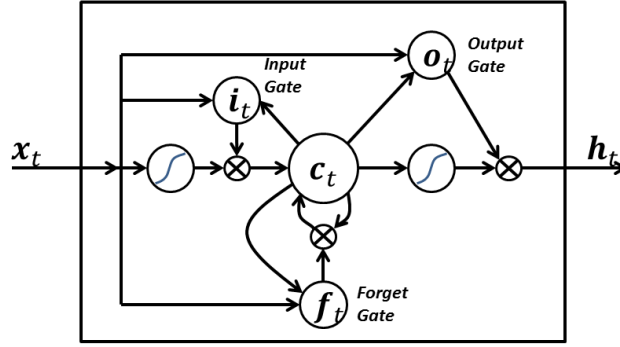 Input
Gate
Output
Gate
o_t
i_t
x_t
c_t
h_t
f_t
Forget
Gate